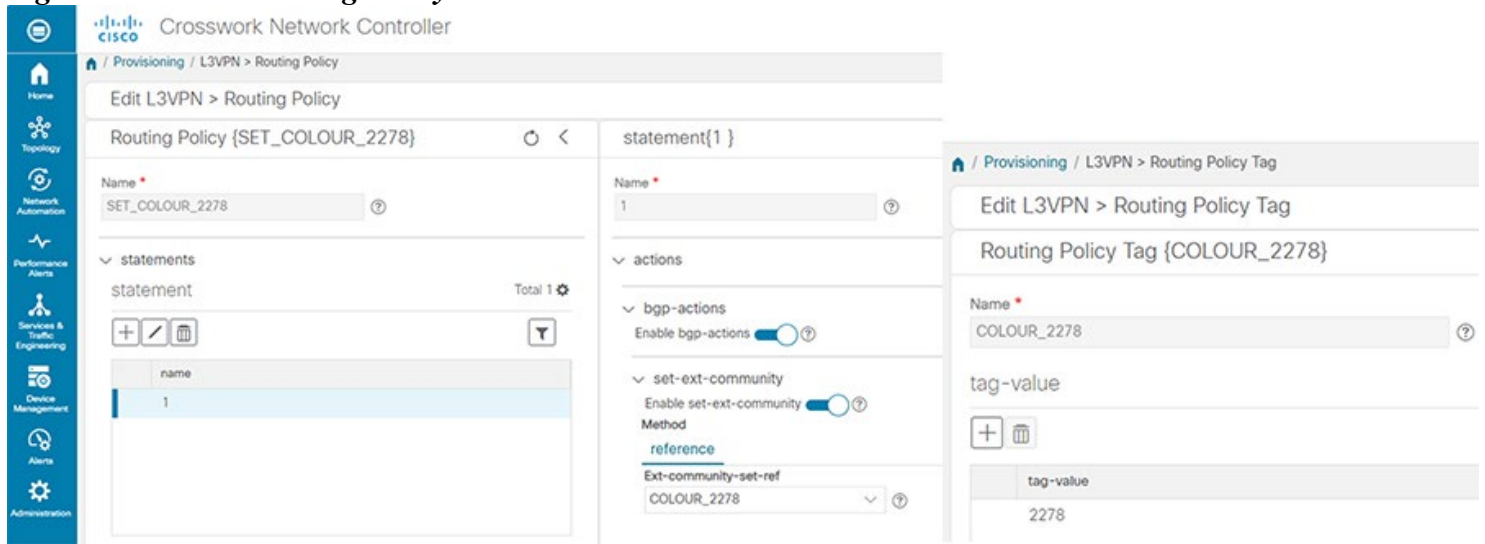 CISCO Crosswork Network Controller
/ Provisioning / L3VPN > Routing Policy
Edit L3VPN > Routing Policy
Home
Topology
Network
Automation
Performance
Alerts
Services &
Traffic
Engineering
Device
Management
Alerts
Administration
Routing Policy {SET_COLOUR_2278}
Name *
SET_COLOUR_2278
statements
statement Total 1
name
1
statement{1 }
Name *
1
actions
bgp-actions
Enable bgp-actions
set-ext-community
Enable set-ext-community
Method
reference
Ext-community-set-ref
COLOUR_2278
/ Provisioning / L3VPN > Routing Policy Tag
Edit L3VPN > Routing Policy Tag
Routing Policy Tag {COLOUR_2278}
Name *
COLOUR_2278
tag-value
tag-value
2278